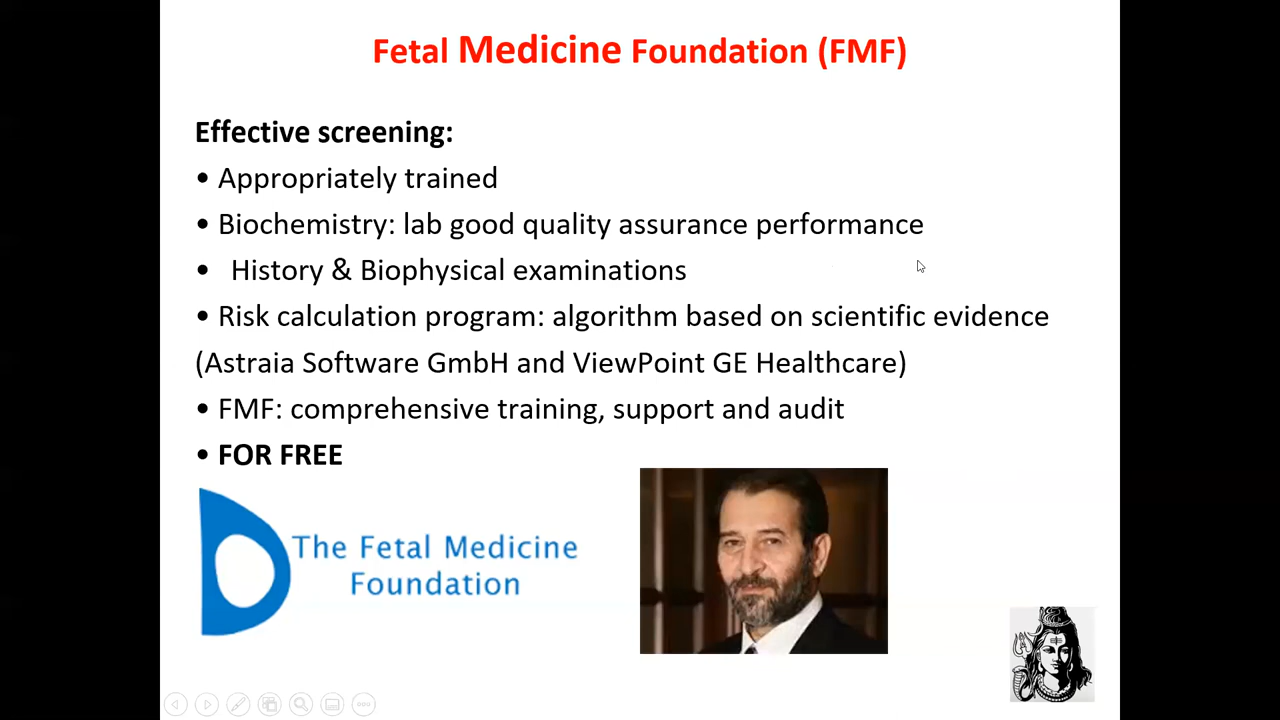 Fetal Medicine Foundation (FMF)
Effective screening:
• Appropriately trained
• Biochemistry: lab good quality assurance performance
• History & Biophysical examinations
• Risk calculation program: algorithm based on scientific evidence
(Astraia Software GmbH and ViewPoint GE Healthcare)
• FMF: comprehensive training, support and audit
• FOR FREE
The Fetal Medicine
Foundation